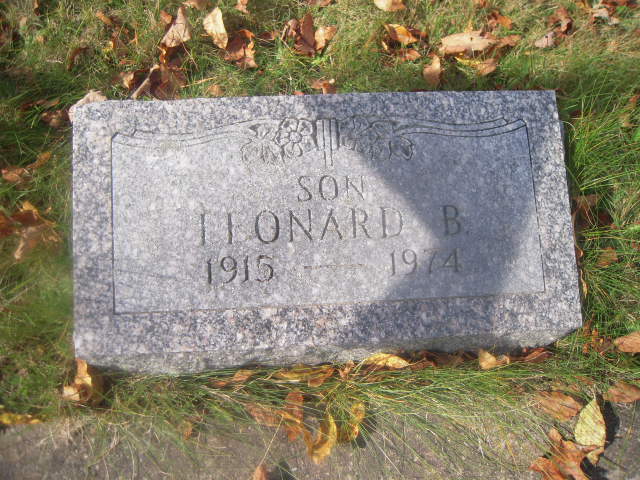 SON
LEONARD B.
1915 — 1974